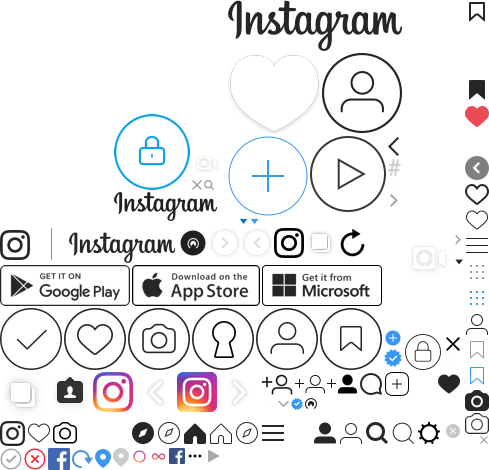 Instagram
Instagram
#
Instagram
GET IT ON
Google Play
Download on the
App Store
Get it from
Microsoft